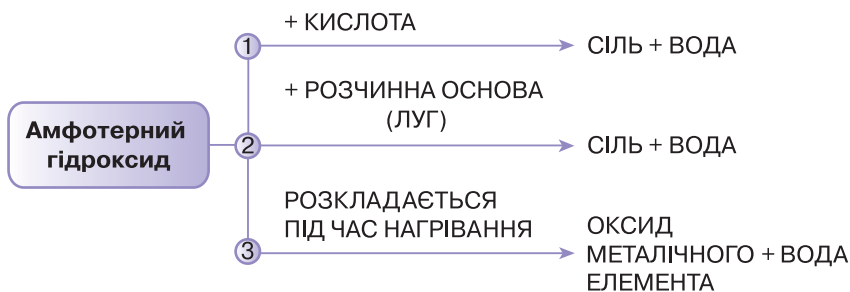 Амфотерний
гідроксид
1
+ КИСЛОТА
СІЛЬ + ВОДА
2
+ РОЗЧИННА ОСНОВА
(ЛУГ)
СІЛЬ + ВОДА
3
РОЗКЛАДАЄТЬСЯ
ПІД ЧАС НАГРІВАННЯ
ОКСИД
МЕТАЛІЧНОГО + ВОДА
ЕЛЕМЕНТА